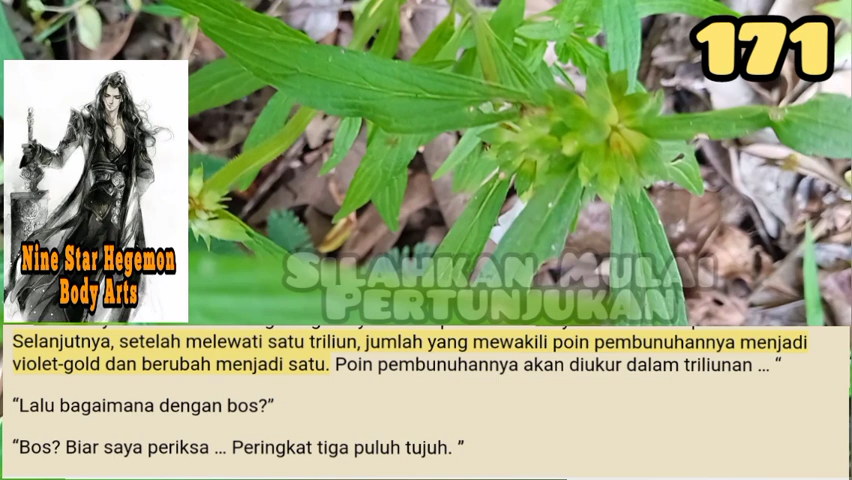 171
Nine Star Hegemon
Body Arts
Silahkan Mulai
Pertunjukan
Selanjutnya, setelah melewati satu triliun, jumlah yang mewakili poin pembunuhannya menjadi
violet-gold dan berubah menjadi satu. Poin pembunuhannya akan diukur dalam triliunan ... “
“Lalu bagaimana dengan bos?”
“Bos? Biar saya periksa ... Peringkat tiga puluh tujuh. ”